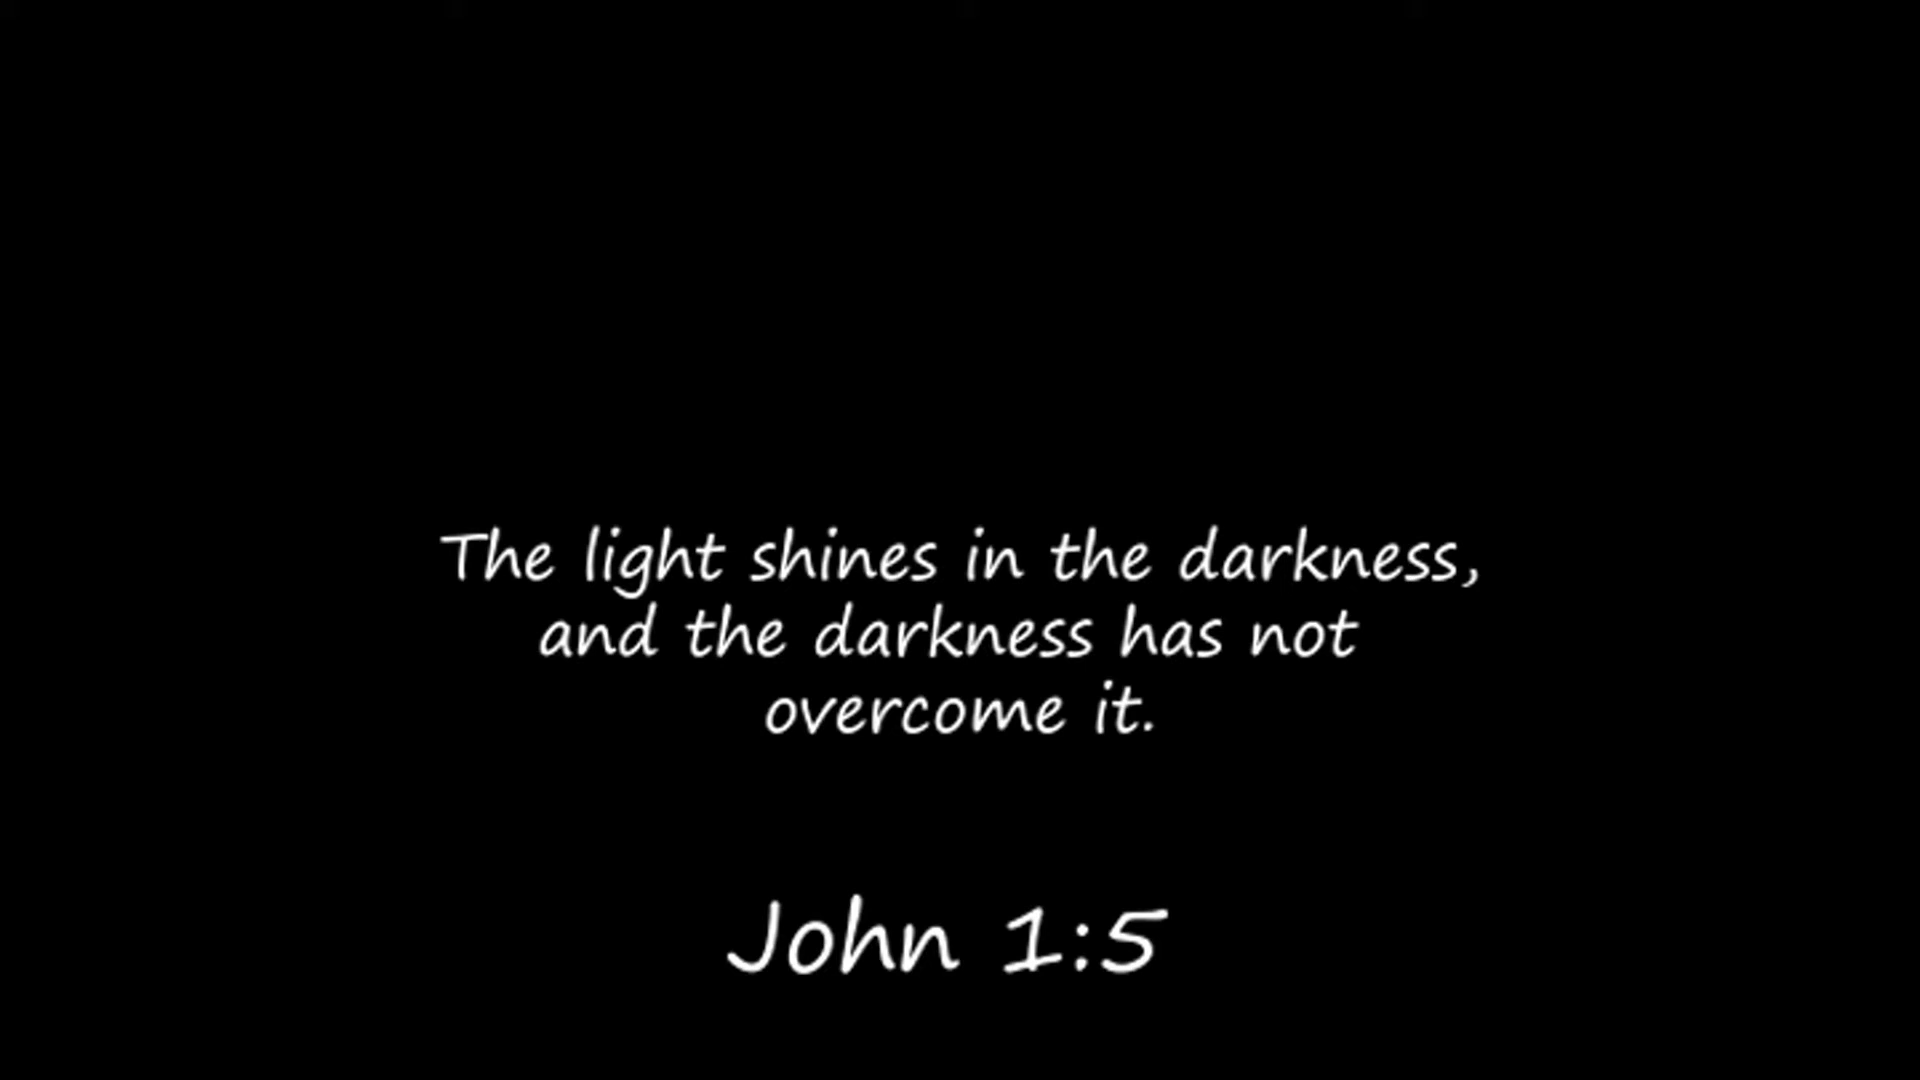 The light shines in the darkness,
and the darkness has not
overcome it.
John 1:5